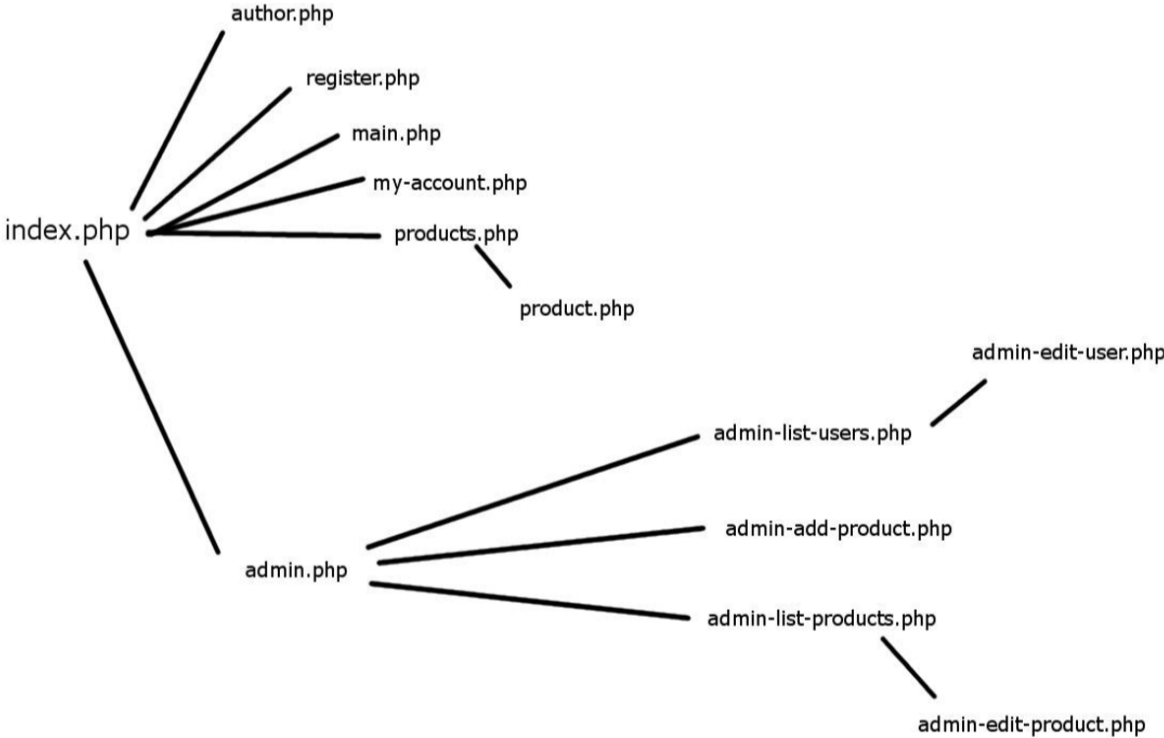 author.php
register.php
main.php
my-account.php
index.php
products.php
product.php
admin-edit-user.php
admin-list-users.php
admin-add-product.php
admin.php
admin-list-products.php
admin-edit-product.php